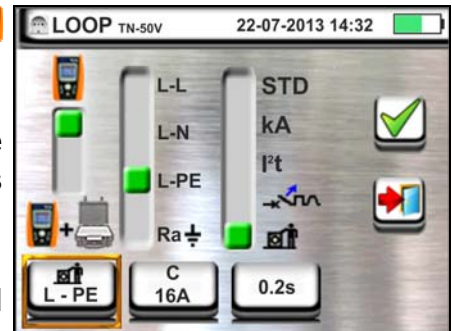 LOOP TN-50V 22-07-2013 14:32
L-L STD
L-N kA
L-PE I²t
Ra
+
L - PE C 16A 0.2s